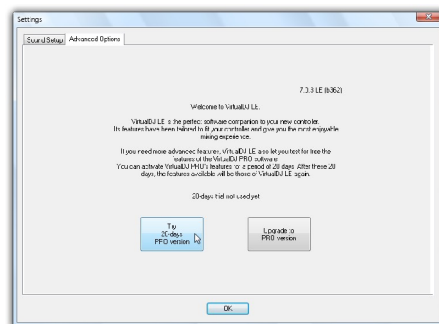 Settings
Sound Setup Advanced Options
7.0.3 LE (b362)
Welcome to VirtualDJ LE.
VirtualDJ LE is the perfect software companion to your new controller.
Its features have been tailored to fit your controller and give you the most enjoyable
mixing experience.
If you need more advanced features, VirtualDJ LE also let you test for free the
features of the VirtualDJ PRO software.
You can activate VirtualDJ PRO's features for a period of 20 days. After these 20
days, the features available will be those of VirtualDJ LE again.
20-days trial not used yet
Try
20-days
PRO version
Upgrade to
PRO version
OK